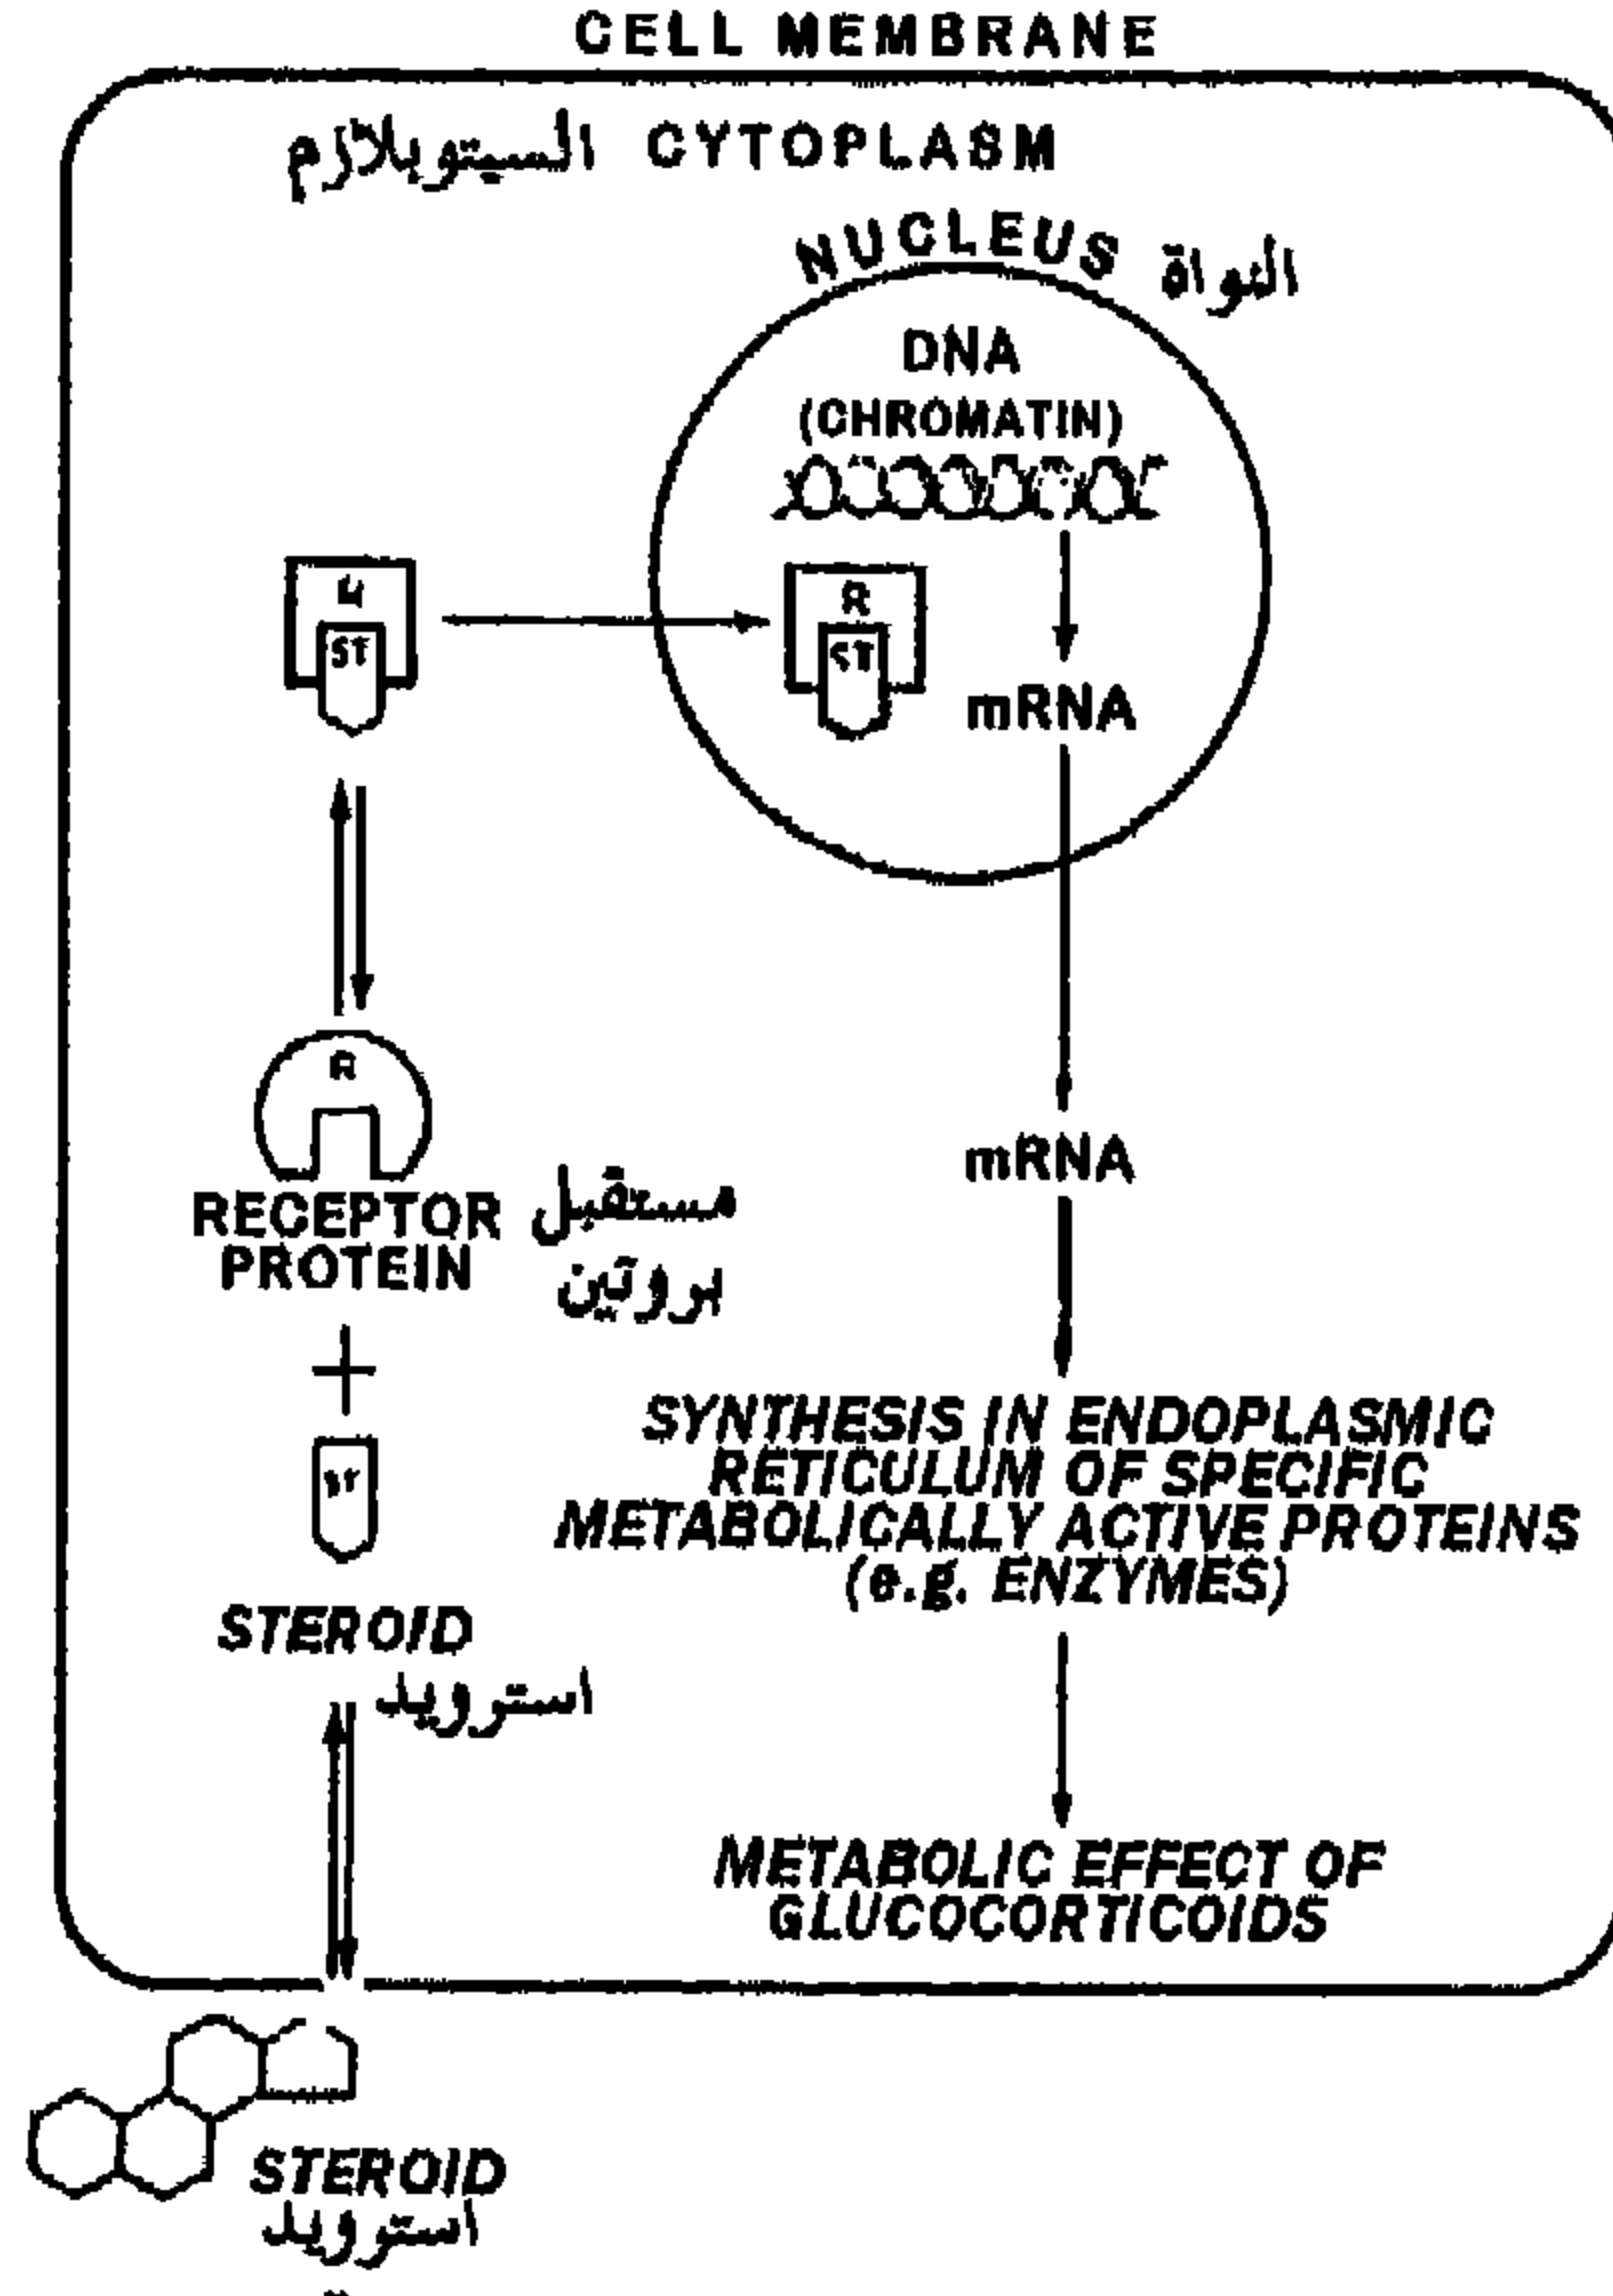 CELL MEMBRANE
السيتوبلازم CYTOPLASM
NUCLEUS النواة
DNA
(CHROMATIN)
ST
R
ST
mRNA
R
mRNA
RECEPTOR مستقبل
PROTEIN بروتين
+
SYNTHESIS IN ENDOPLASMIC
RETICULUM OF SPECIFIC
METABOLICALLY ACTIVE PROTEINS
(e.g. ENZYMES)
STEROID
استرويد
METABOLIC EFFECT OF
GLUCOCORTICOIDS
STEROID
استرويد